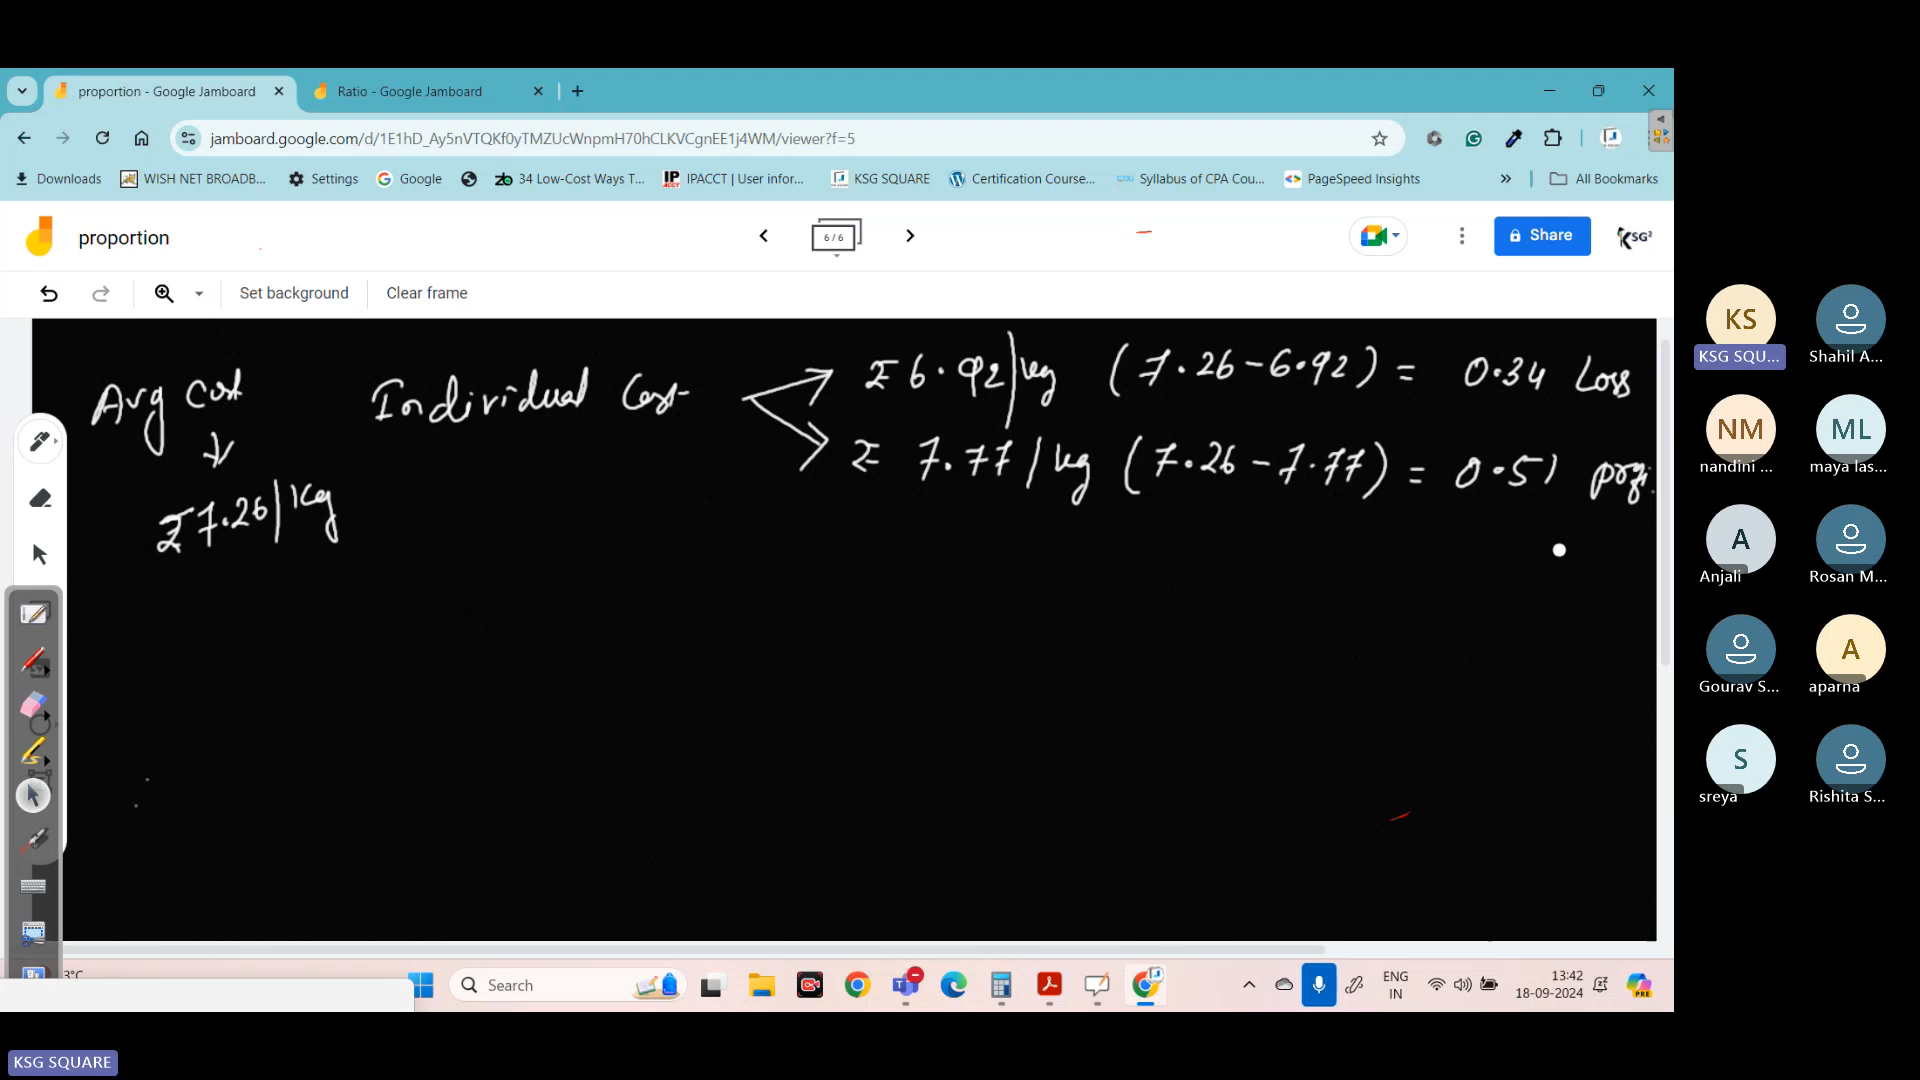 proportion - Google Jamboard
Ratio - Google Jamboard
jamboard.google.com/d/1E1hD_Ay5nVTQKf0yTMZUcWnpmH70hCLKVCgnEE1j4WM/viewer?f=5
Downloads WISH NET BROADB... Settings Google 34 Low-Cost Ways T... IPACCT | User infor... KSG SQUARE Certification Course... Syllabus of CPA Cou... PageSpeed Insights » All Bookmarks
proportion
6 / 6
Share
KSG²
Set background Clear frame
Avg cost Individual Cost ₹6.92/kg (7.26-6.92) = 0.34 Loss
₹ 7.77/kg (7.26-7.77) = 0.51
₹7.26/Kg
KS
KSG SQU...
Shahil A...
NM
nandini ...
ML
maya las...
A
Anjali
Rosan M...
Gourav S...
A
aparna
S
sreya
Rishita S...
3°C
Search
ENG
IN
13:42
18-09-2024
PRE
KSG SQUARE